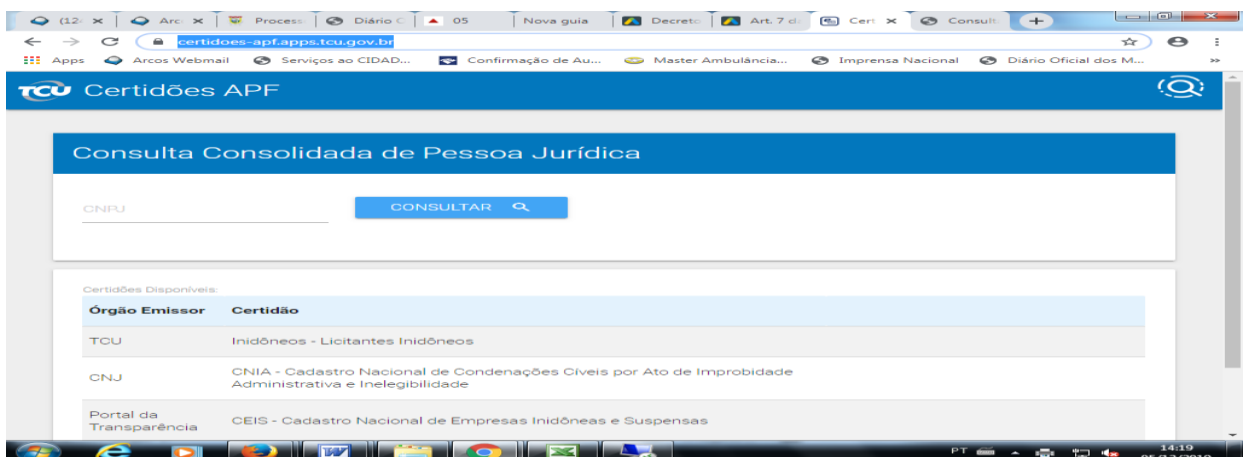 (12- Arc Process Diário C 05 Nova guia Decreto Art. 7 d Cert Consult
certidoes-apf.apps.tcu.gov.br
Apps Arcos Webmail Serviços ao CIDAD... Confirmação de Au... Master Ambulância... Imprensa Nacional Diário Oficial dos M... »
TCU Certidões APF
Consulta Consolidada de Pessoa Jurídica
CNPJ CONSULTAR
Certidões Disponíveis:
Órgão Emissor Certidão
TCU Inidôneos - Licitantes Inidôneos
CNJ CNIA - Cadastro Nacional de Condenações Cíveis por Ato de Improbidade
Administrativa e Inelegibilidade
Portal da
Transparência CEIS - Cadastro Nacional de Empresas Inidôneas e Suspensas
PT 14:19